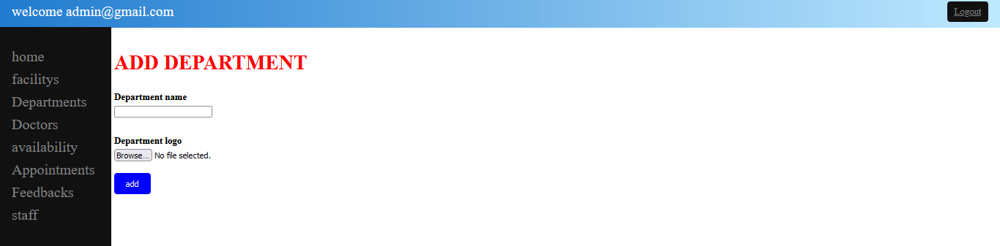 welcome admin@gmail.com
Logout
home
facilitys
Departments
Doctors
availability
Appointments
Feedbacks
staff
ADD DEPARTMENT
Department name
Department logo
Browse... No file selected.
add